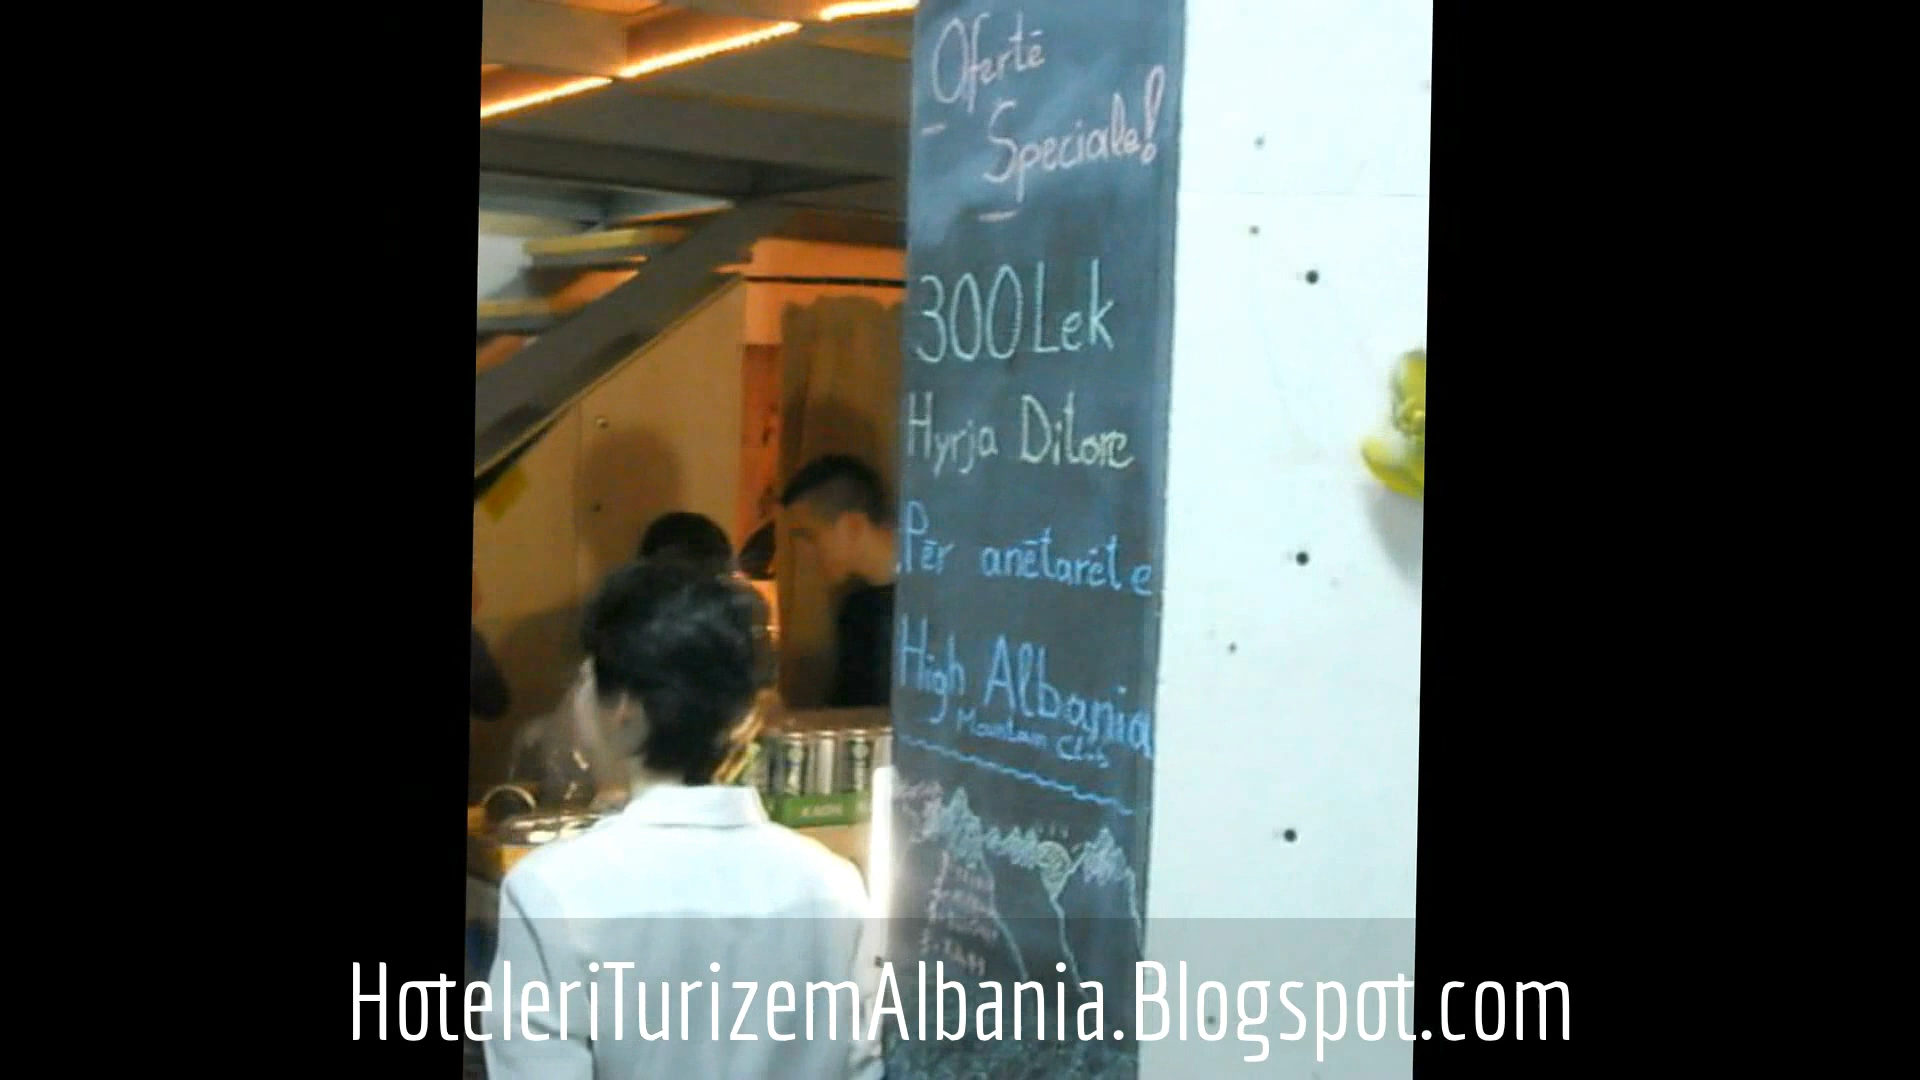 Ofertë
Speciale!
300 Lek
Hyrja Ditore
Për anëtarët e
High Albania
Mountain Club
HoteleriTurizemAlbania.Blogspot.com